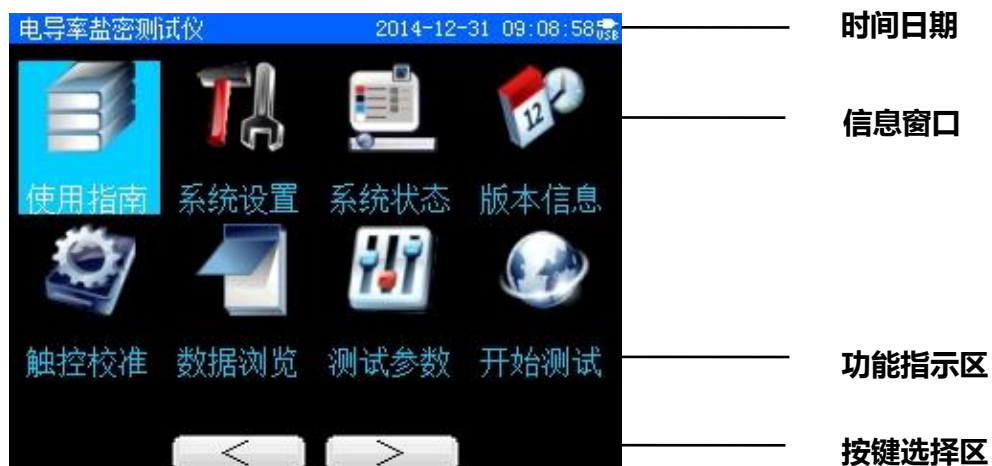 电导率盐密测试仪 2014-12-31 09:08:58 USB 时间日期
12
信息窗口
使用指南 系统设置 系统状态 版本信息
触控校准 数据浏览 测试参数 开始测试 功能指示区
< > 按键选择区